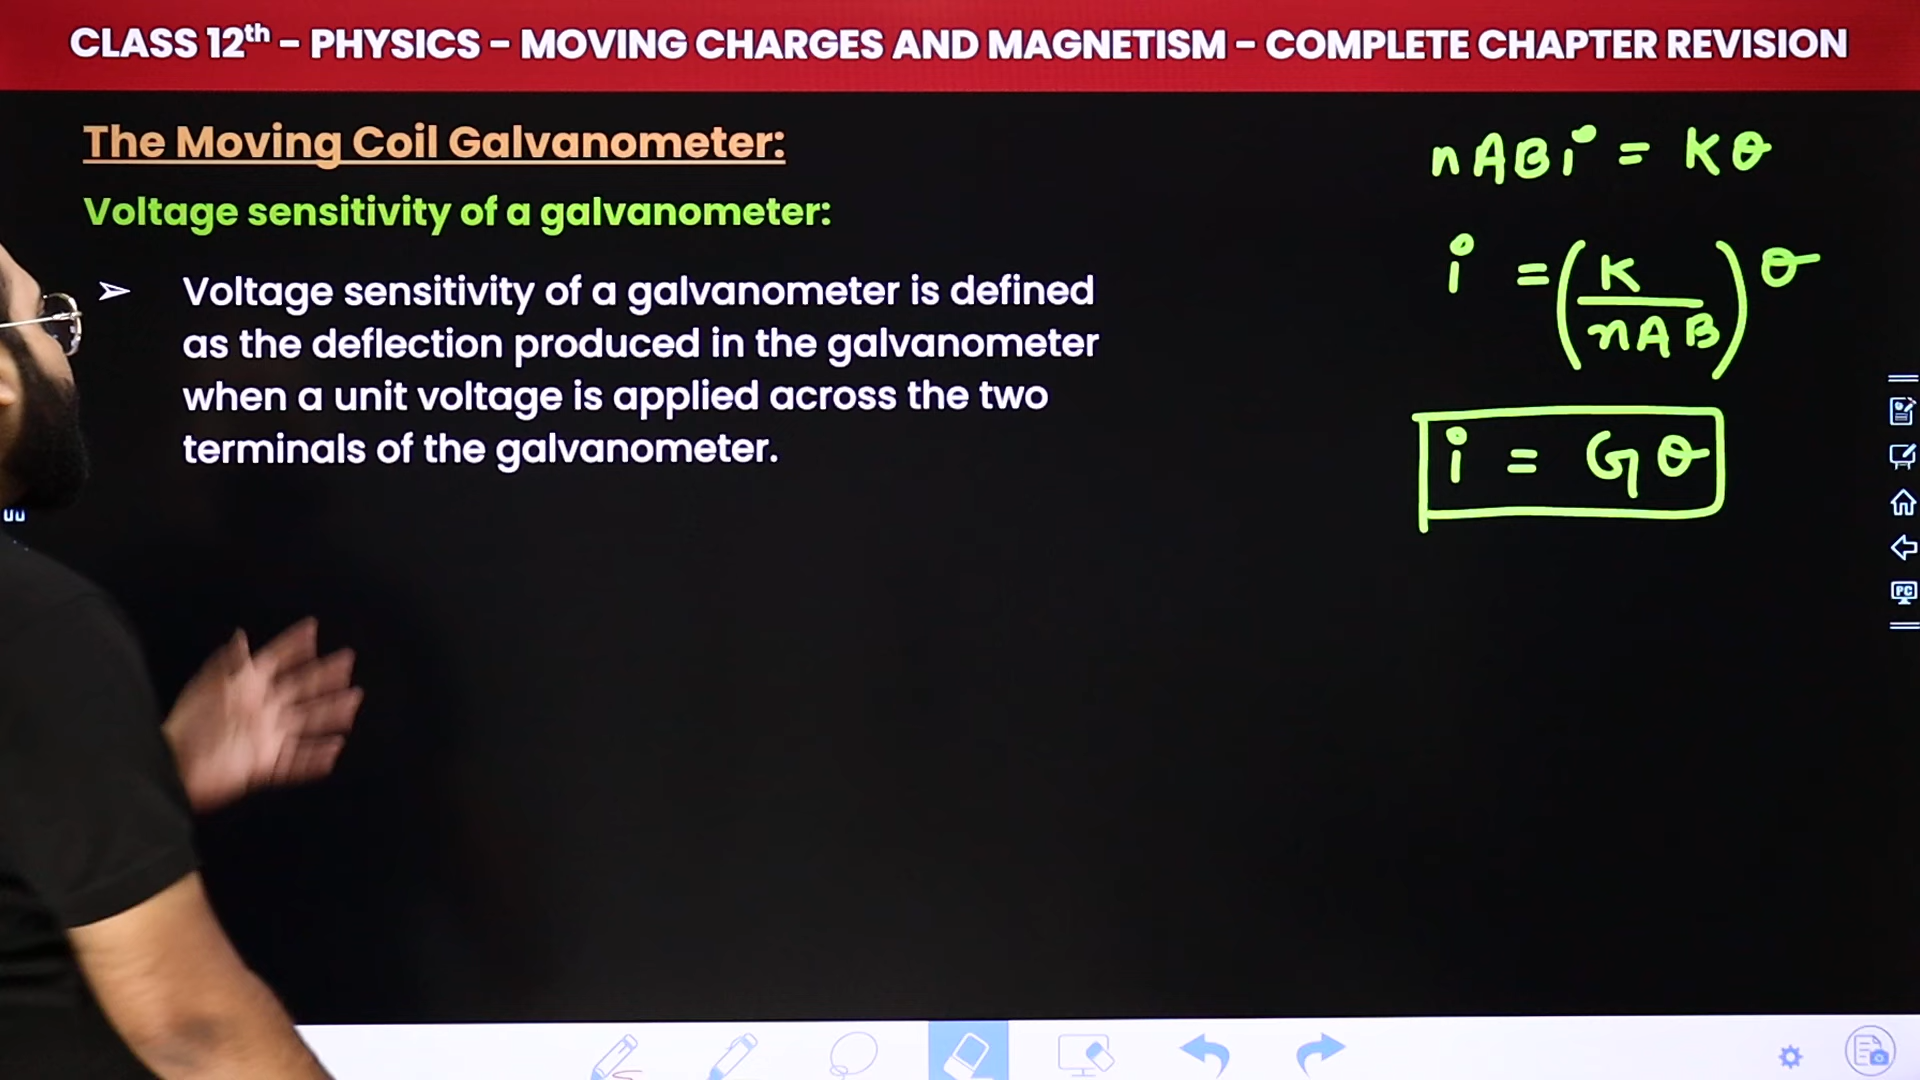 CLASS 12th – PHYSICS – MOVING CHARGES AND MAGNETISM – COMPLETE CHAPTER REVISION
The Moving Coil Galvanometer:
Voltage sensitivity of a galvanometer:
➢ Voltage sensitivity of a galvanometer is defined
as the deflection produced in the galvanometer
when a unit voltage is applied across the two
terminals of the galvanometer.
nABi = Kθ
i = (K / nAB) θ
i = Gθ
PC